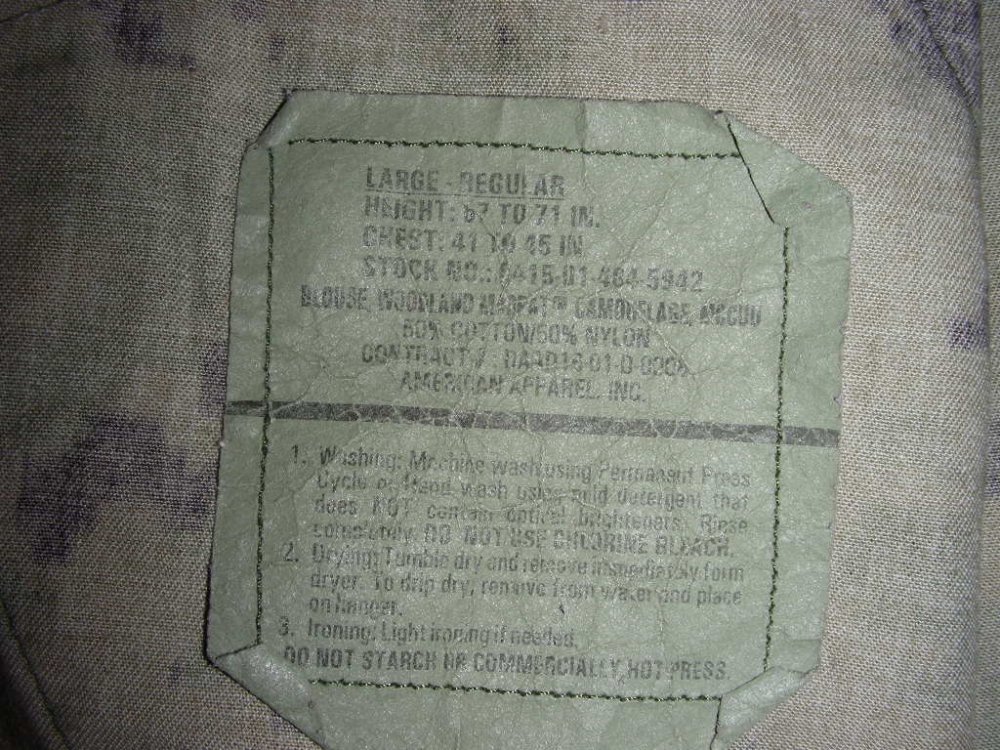 LARGE - REGULAR
HEIGHT: 67 TO 71 IN.
CHEST: 41 TO 45 IN
STOCK NO.: 8415-01-484-5942
BLOUSE, WOODLAND MARPAT™ CAMOUFLAGE, MCCUU
50% COTTON/50% NYLON
CONTRACT # :
AMERICAN APPAREL, INC.
1. Washing: Machine wash using Permanent Press
Cycle or Hand wash using mild detergent that
does NOT contain optical brighteners. Rinse
completely. DO NOT USE CHLORINE BLEACH.
2. Drying: Tumble dry and remove immediately form
dryer. To drip dry, remove from water and place
on hanger.
3. Ironing: Light ironing if needed.
DO NOT STARCH OR COMMERCIALLY HOT PRESS.